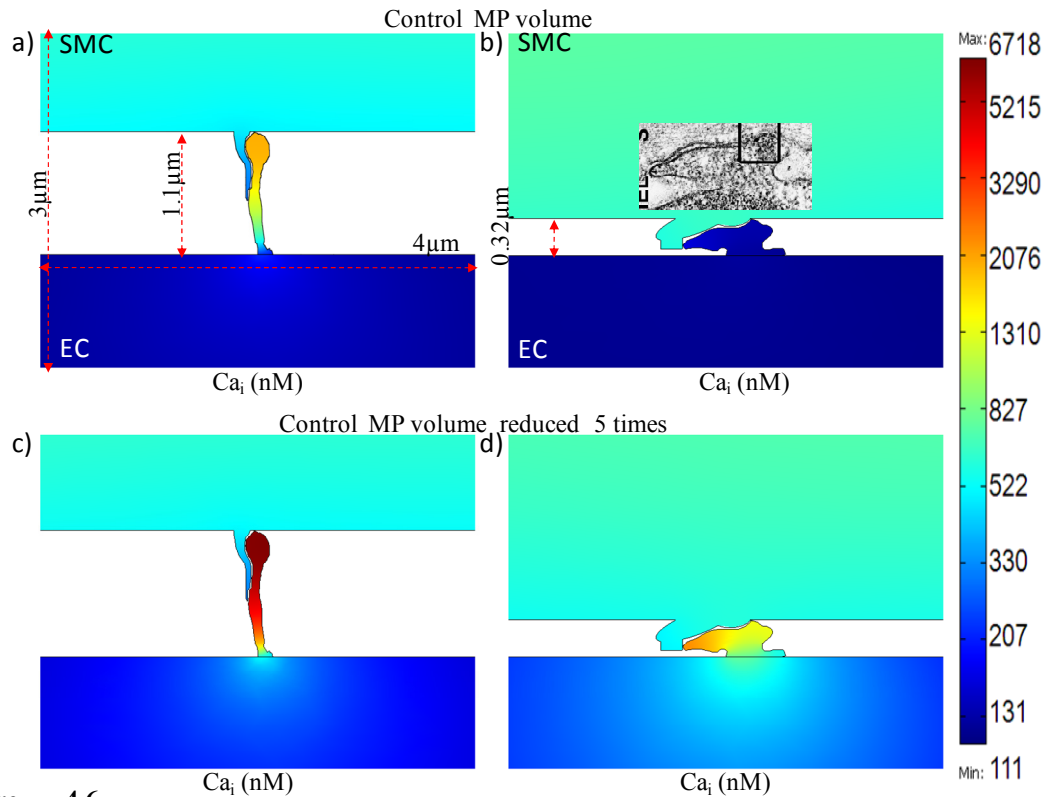 Control MP volume
a)
SMC
3µm
1.1µm
4µm
EC
Ca_i (nM)
b)
SMC
S
IEL
0.32µm
EC
Ca_i (nM)
Max: 6718
5215
3290
2076
1310
827
522
330
207
131
Min: 111
Control MP volume reduced 5 times
c)
Ca_i (nM)
d)
Ca_i (nM)